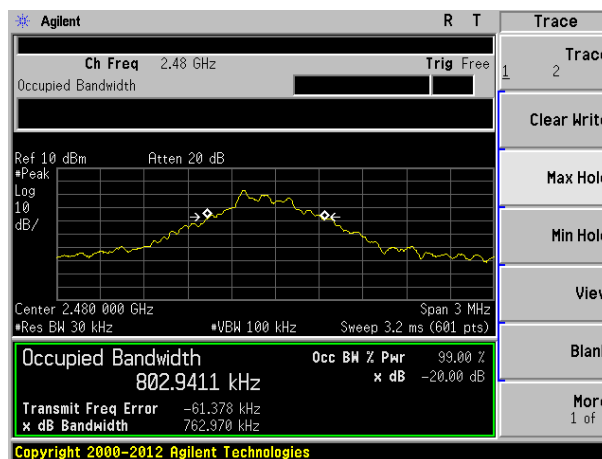 Agilent R T Trace
Ch Freq 2.48 GHz Trig Free
Occupied Bandwidth
Trace
1 2
Clear Write
Max Hold
Min Hold
View
Blank
More
1 of
Ref 10 dBm Atten 20 dB
#Peak
Log
10
dB/
Center 2.480 000 GHz Span 3 MHz
#Res BW 30 kHz #VBW 100 kHz Sweep 3.2 ms (601 pts)
Occupied Bandwidth Occ BW % Pwr 99.00 %
802.9411 kHz x dB -20.00 dB
Transmit Freq Error -61.378 kHz
x dB Bandwidth 762.970 kHz
Copyright 2000-2012 Agilent Technologies